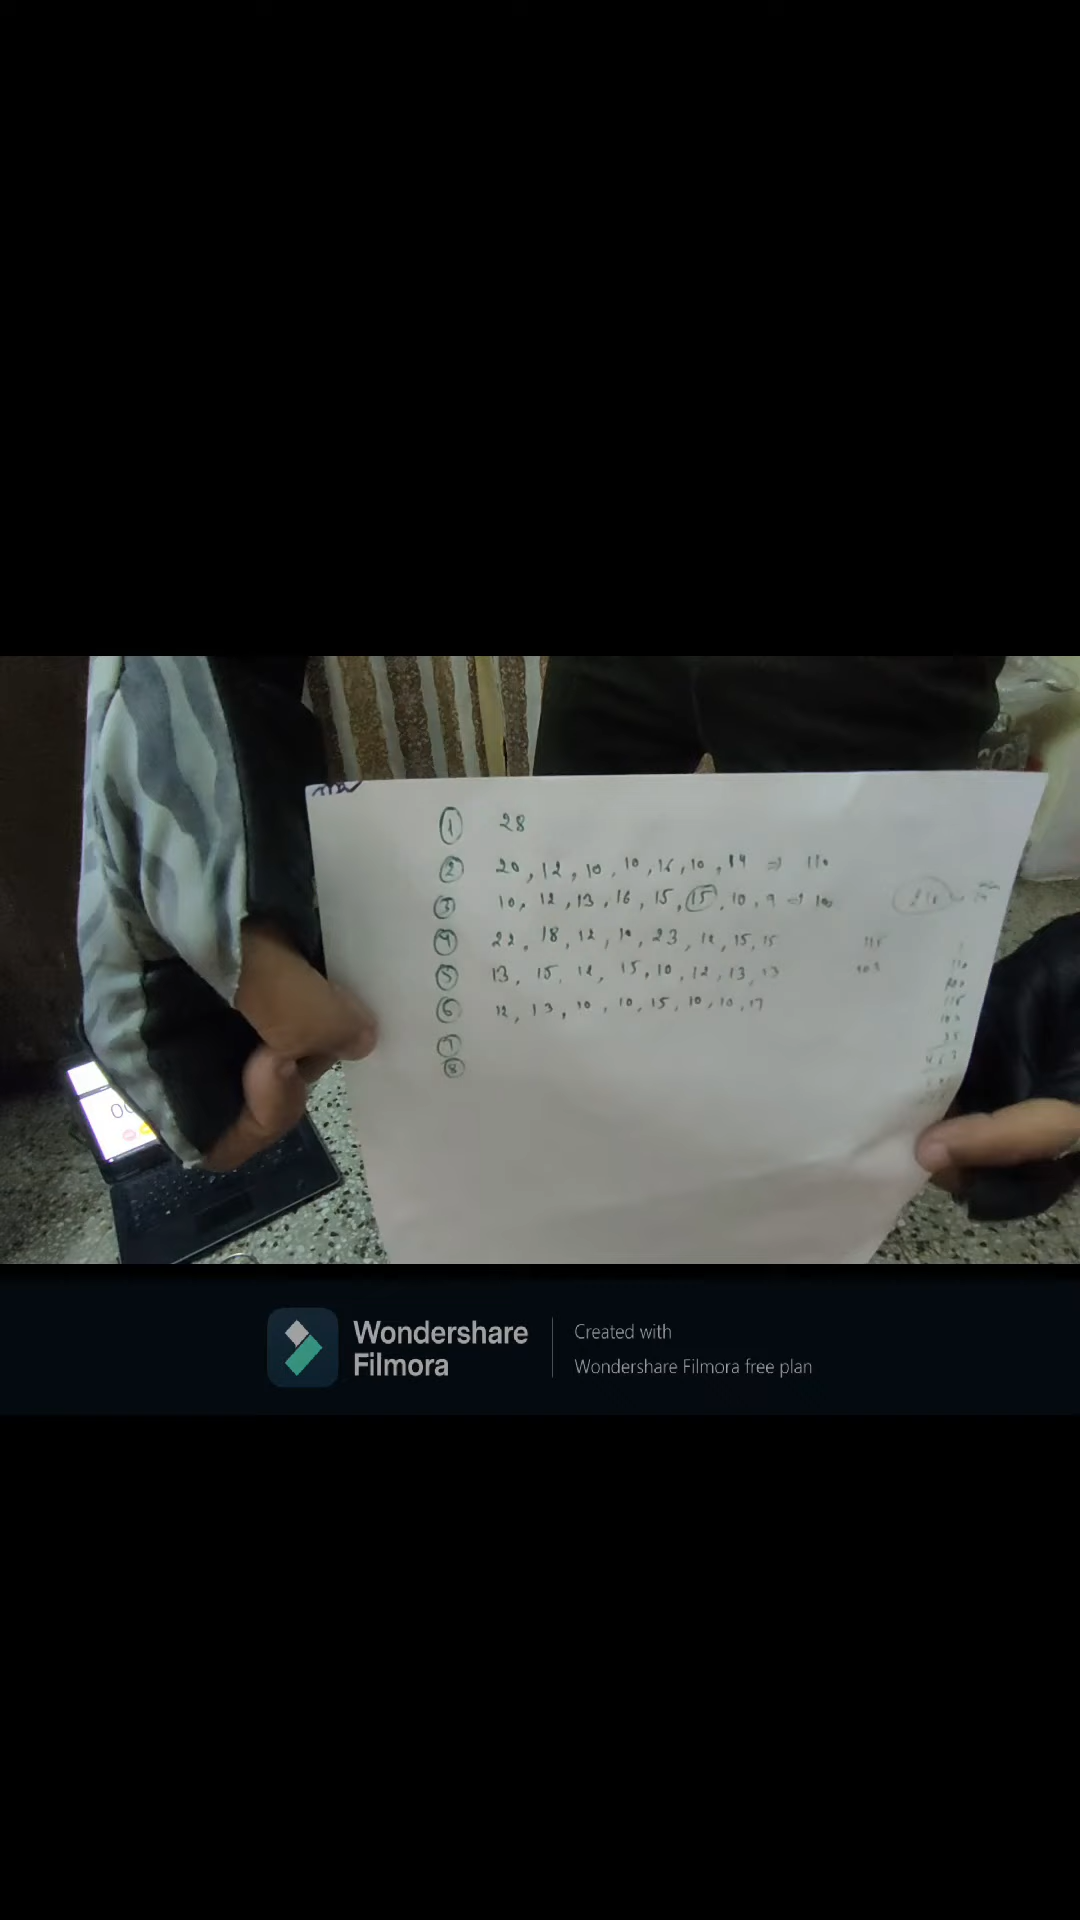 ① 28
② 20, 12, 10, 10, 16, 10, 14 ⇒ 110
③ 10, 12, 13, 16, 15, 15, 10, 9 ⇒ 100
④ 22, 18, 12, 10, 23, 12, 15, 15 115
⑤ 13, 15, 12, 15, 10, 12, 13, 13 103
⑥ 12, 13, 10, 10, 15, 10, 10, 17
⑦
⑧
Wondershare
Filmora
Created with
Wondershare Filmora free plan